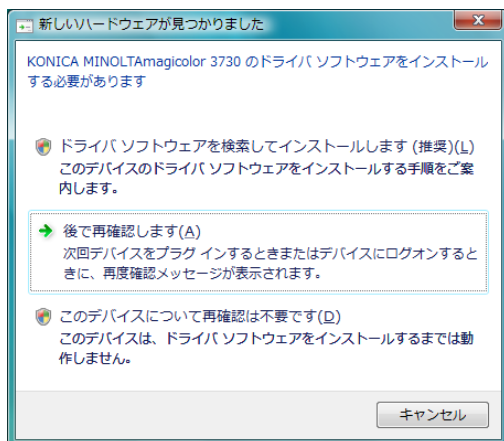 新しいハードウェアが見つかりました
KONICA MINOLTAmagicolor 3730 のドライバ ソフトウェアをインストール
する必要があります
ドライバ ソフトウェアを検索してインストールします (推奨)(L)
このデバイスのドライバ ソフトウェアをインストールする手順をご案
内します。
後で再確認します(A)
次回デバイスをプラグ インするときまたはデバイスにログオンすると
きに、再度確認メッセージが表示されます。
このデバイスについて再確認は不要です(D)
このデバイスは、ドライバ ソフトウェアをインストールするまでは動
作しません。
キャンセル